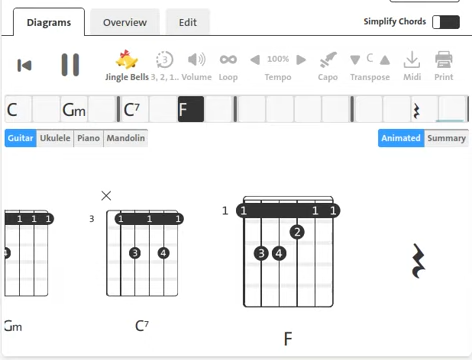 Diagrams Overview Edit Simplify Chords
Jingle Bells 3, 2, 1.. Volume Loop 100% Tempo Capo C Transpose Midi Print
3
C Gm C7 F
Guitar Ukulele Piano Mandolin Animated Summary
1 1 1
3 1 1 1
3 4
1 1 1 1
2
3 4
Gm C7 F